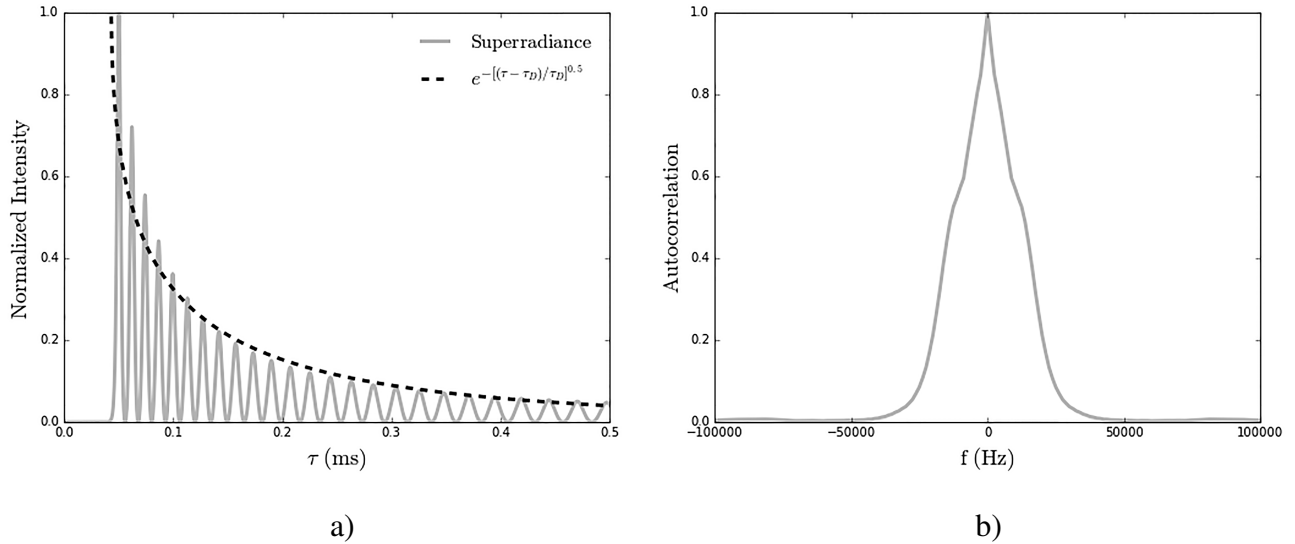 1.0
0.8
0.6
0.4
0.2
0.0
Normalized Intensity
Superradiance
e^{-[(τ-τ_D)/τ_D]^{0.5}}
0.0 0.1 0.2 0.3 0.4 0.5
τ (ms)
a)
1.0
0.8
0.6
0.4
0.2
0.0
Autocorrelation
−100000 −50000 0 50000 100000
f (Hz)
b)